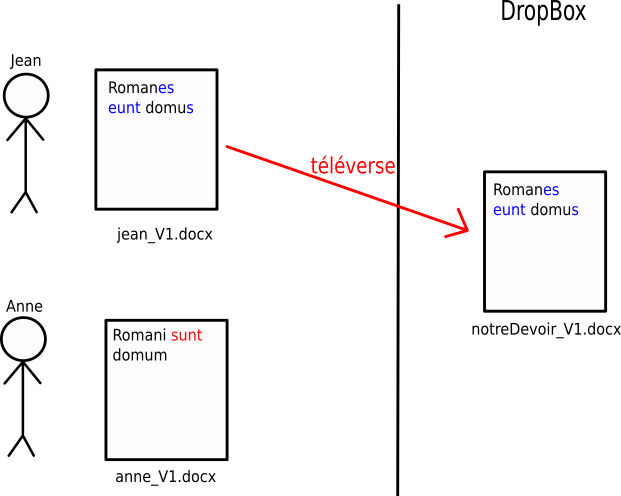 DropBox
Jean
Romanes
eunt domus
téléverse
Romanes
eunt domus
jean_V1.docx
notreDevoir_V1.docx
Anne
Romani sunt
domum
anne_V1.docx